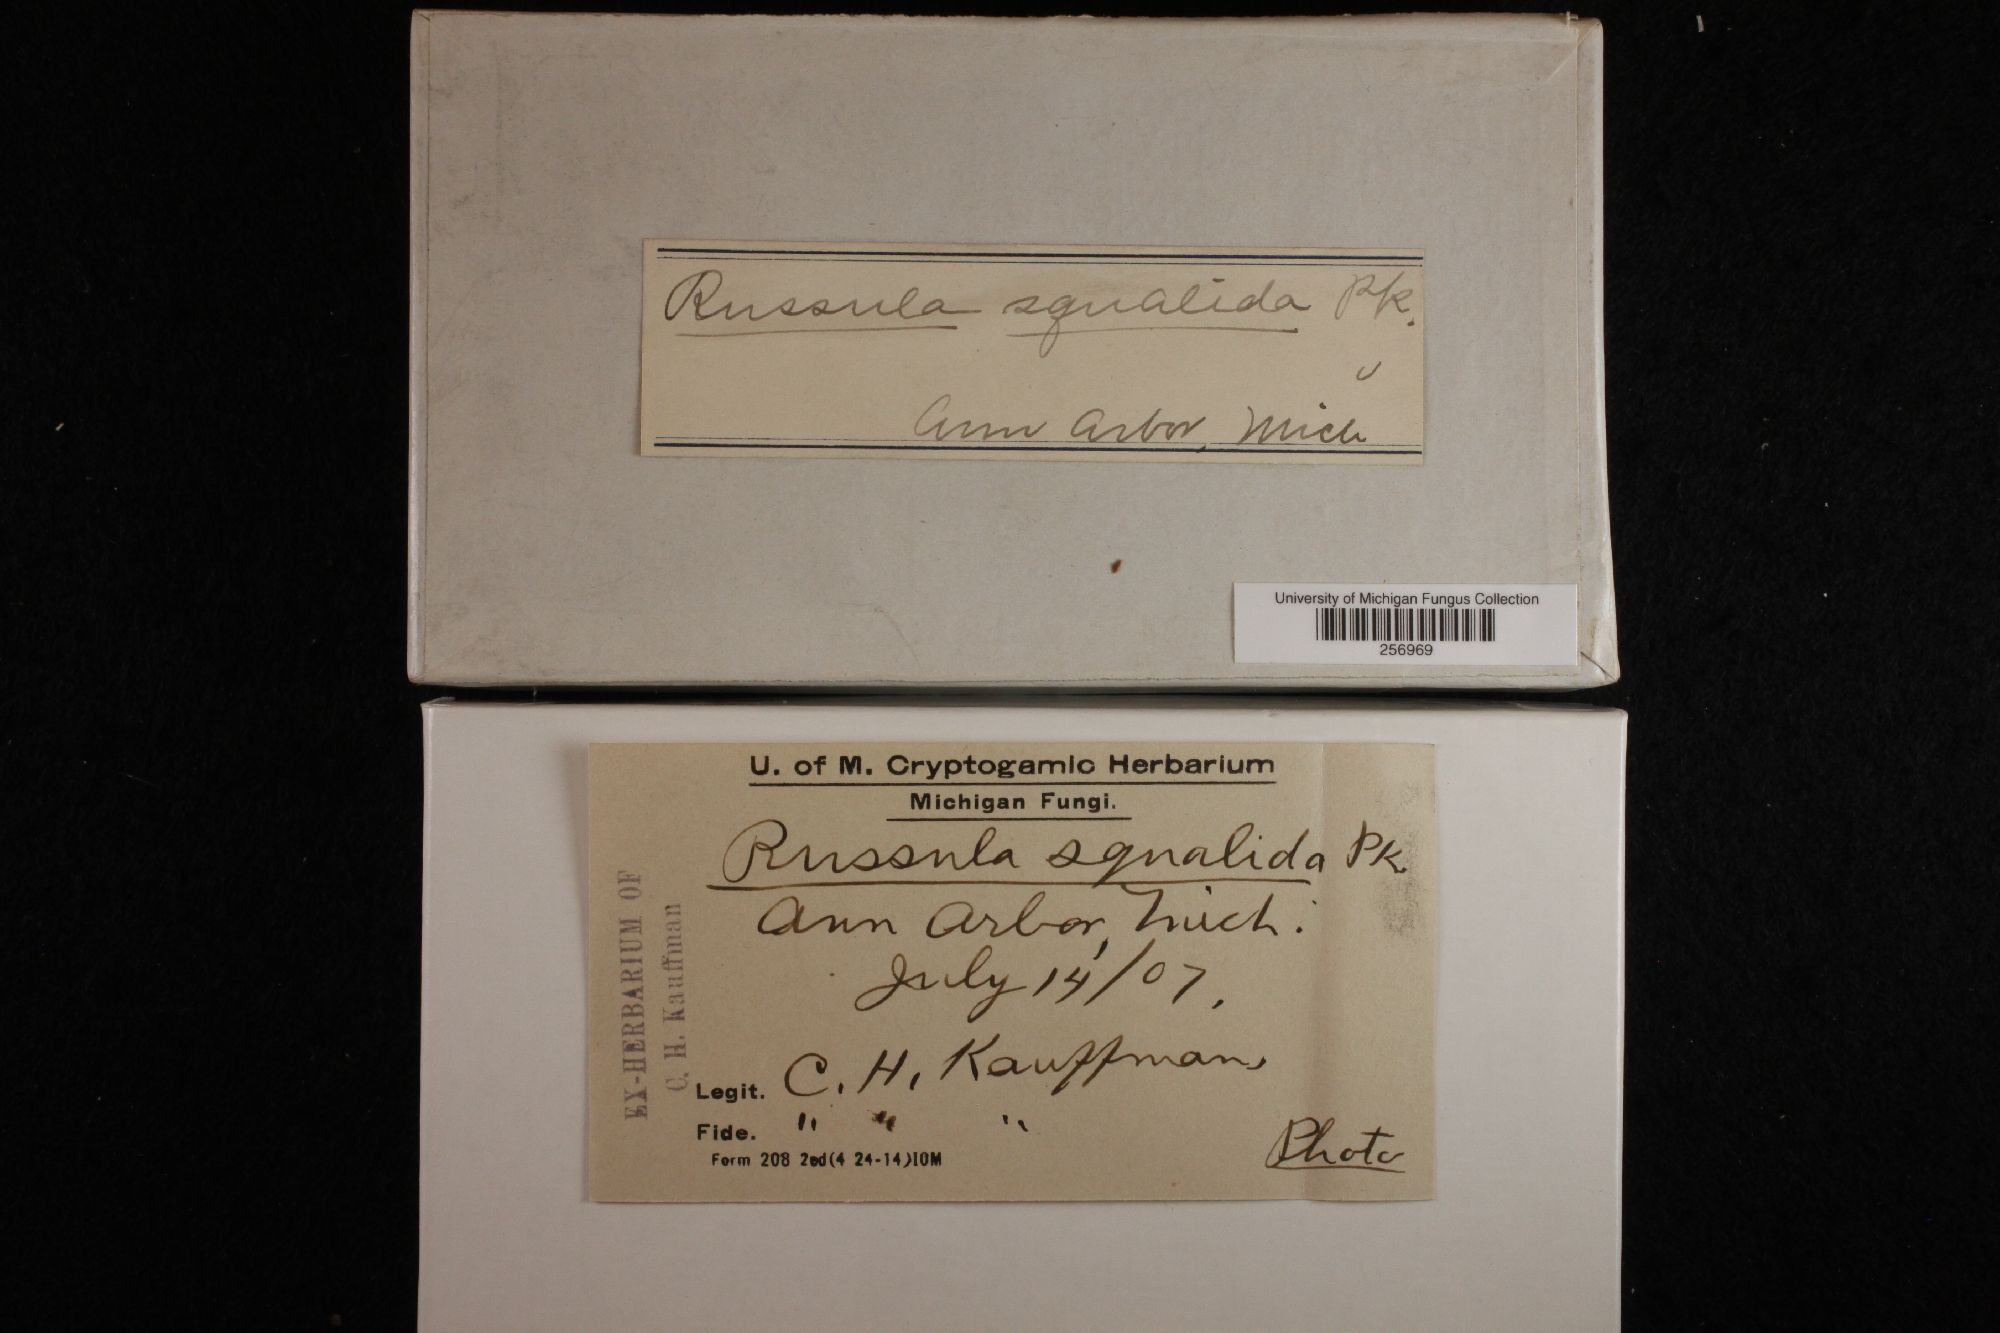 Russula squalida Pk.
Ann Arbor, Mich
University of Michigan Fungus Collection
256969
U. of M. Cryptogamic Herbarium
Michigan Fungi.
Russula squalida Pk.
Ann Arbor, Mich.
July 14/07.
EX-HERBARIUM OF
C. H. Kauffman
Legit. C. H. Kauffman
Fide. " " "
Form 208 2ed(4 24-14)10M
Photo